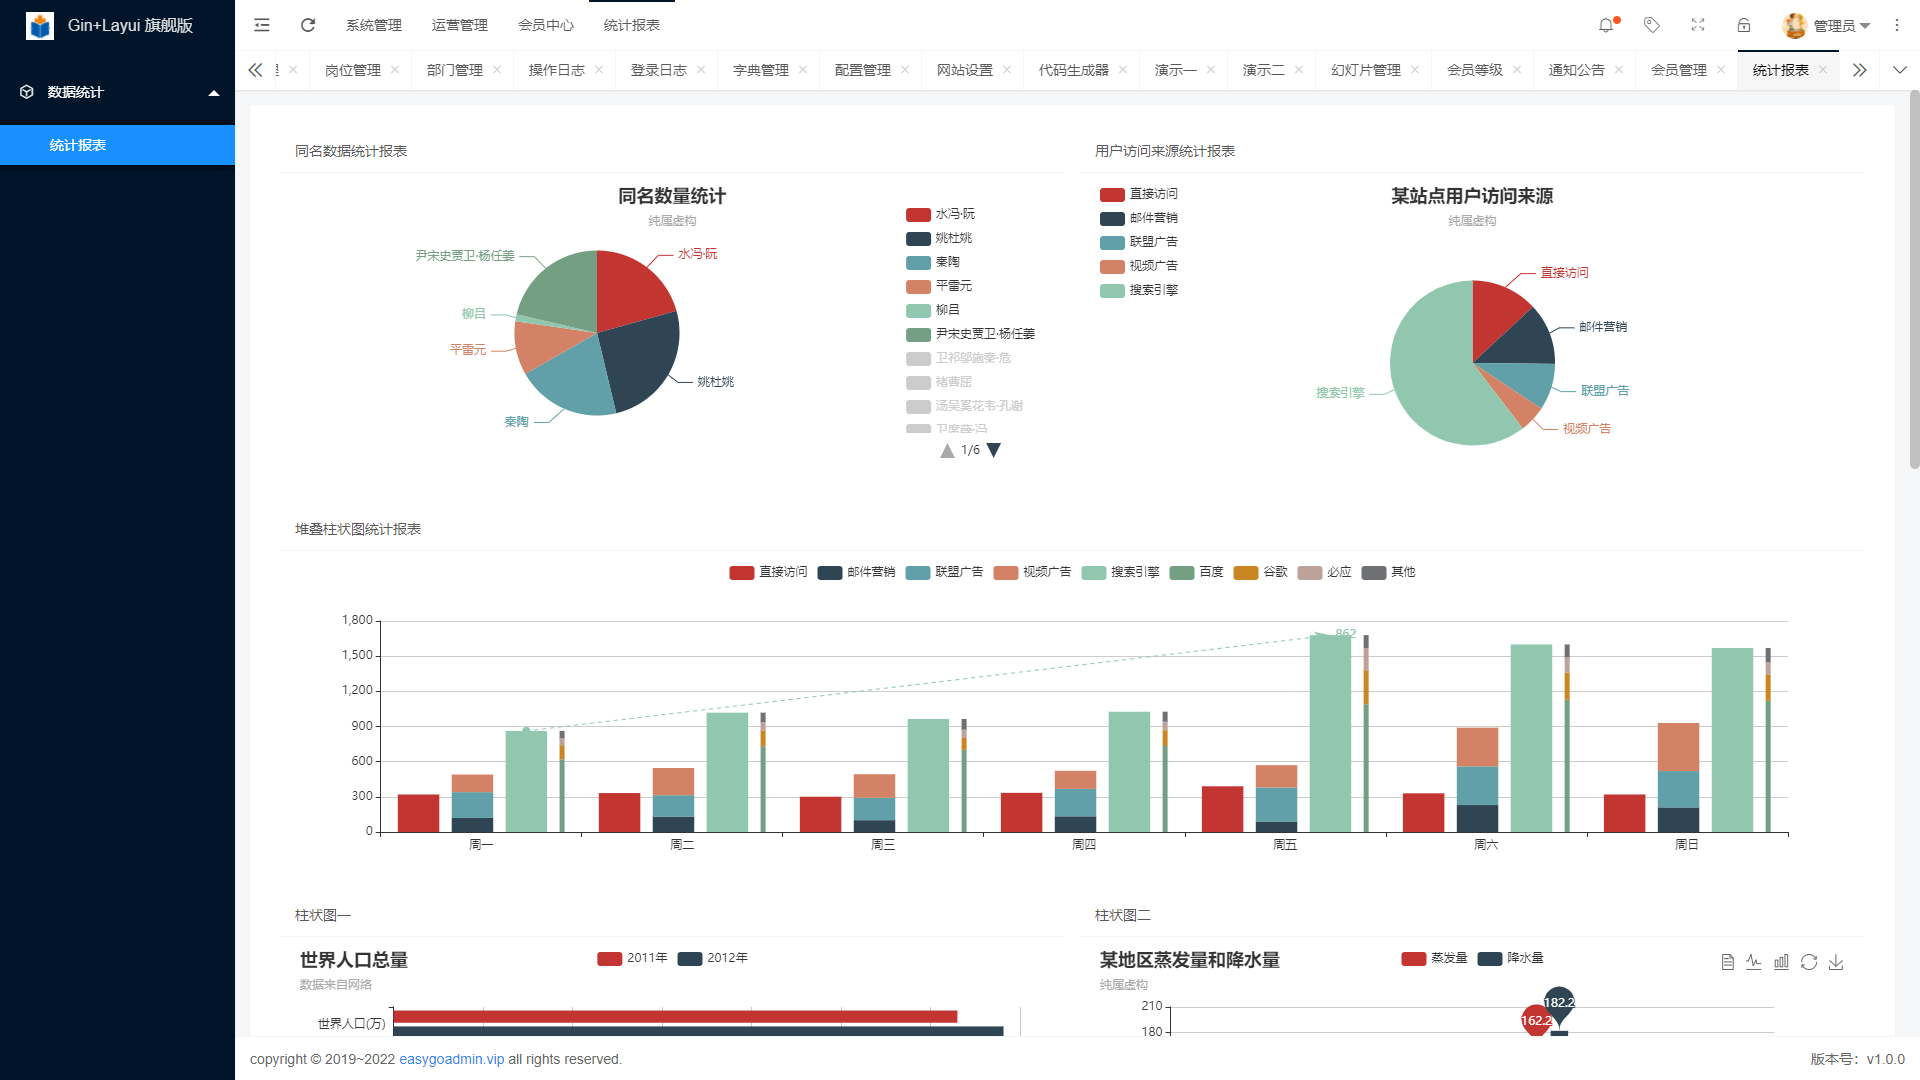 Gin+Layui 旗舰版
系统管理
运营管理
会员中心
统计报表
管理员
数据统计
统计报表
岗位管理
部门管理
操作日志
登录日志
字典管理
配置管理
网站设置
代码生成器
演示一
演示二
幻灯片管理
会员等级
通知公告
会员管理
统计报表
同名数据统计报表
同名数量统计
纯属虚构
水冯·阮
姚杜姚
秦陶
平雷元
柳吕
尹宋史贾卫·杨任姜
水冯·阮
姚杜姚
秦陶
平雷元
柳吕
尹宋史贾卫·杨任姜
卫祁邬施秦·危
褚曹屈
汤吴奚花韦·孔谢
1/6
用户访问来源统计报表
直接访问
邮件营销
联盟广告
视频广告
搜索引擎
某站点用户访问来源
纯属虚构
直接访问
邮件营销
联盟广告
视频广告
搜索引擎
堆叠柱状图统计报表
直接访问 邮件营销 联盟广告 视频广告 搜索引擎 百度 谷歌 必应 其他
1,800
1,500
1,200
900
600
300
0
862
周一 周二 周三 周四 周五 周六 周日
柱状图一
世界人口总量
数据来自网络
2011年 2012年
世界人口(万)
柱状图二
某地区蒸发量和降水量
纯属虚构
蒸发量 降水量
210
180
182.2
162.2
copyright © 2019~2022 easygoadmin.vip all rights reserved.
版本号：v1.0.0